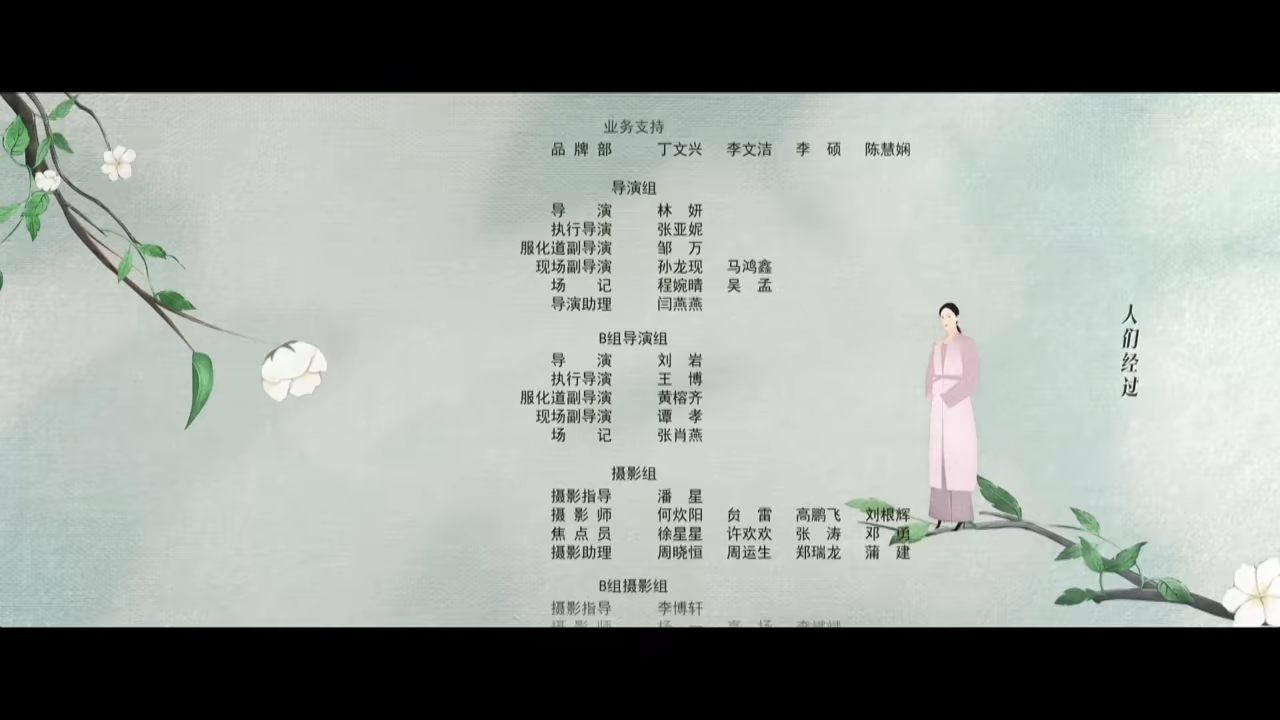 业务支持
品牌部 丁文兴 李文洁 李硕 陈慧娴
导演组
导演 林妍
执行导演 张亚妮
服化道副导演 邹万
现场副导演 孙龙现 马鸿鑫
场记 程婉晴 吴孟
导演助理 闫燕燕
B组导演组
导演 刘岩
执行导演 王博
服化道副导演 黄榕齐
现场副导演 谭孝
场记 张肖燕
摄影组
摄影指导 潘星
摄影师 何炊阳 贠雷 高鹏飞 刘根辉
焦点员 徐星星 许欢欢 张涛 邓勇
摄影助理 周晓恒 周运生 郑瑞龙 蒲建
B组摄影组
摄影指导 李博轩
摄影师
人们经过